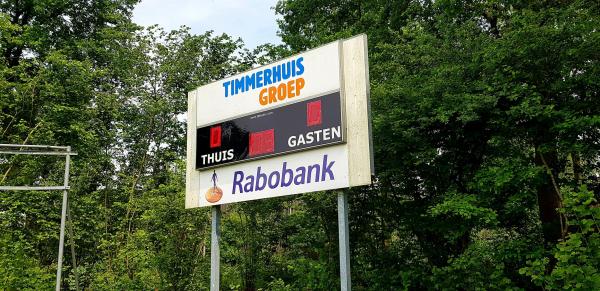 TIMMERHUIS
GROEP
THUIS
GASTEN
Rabobank